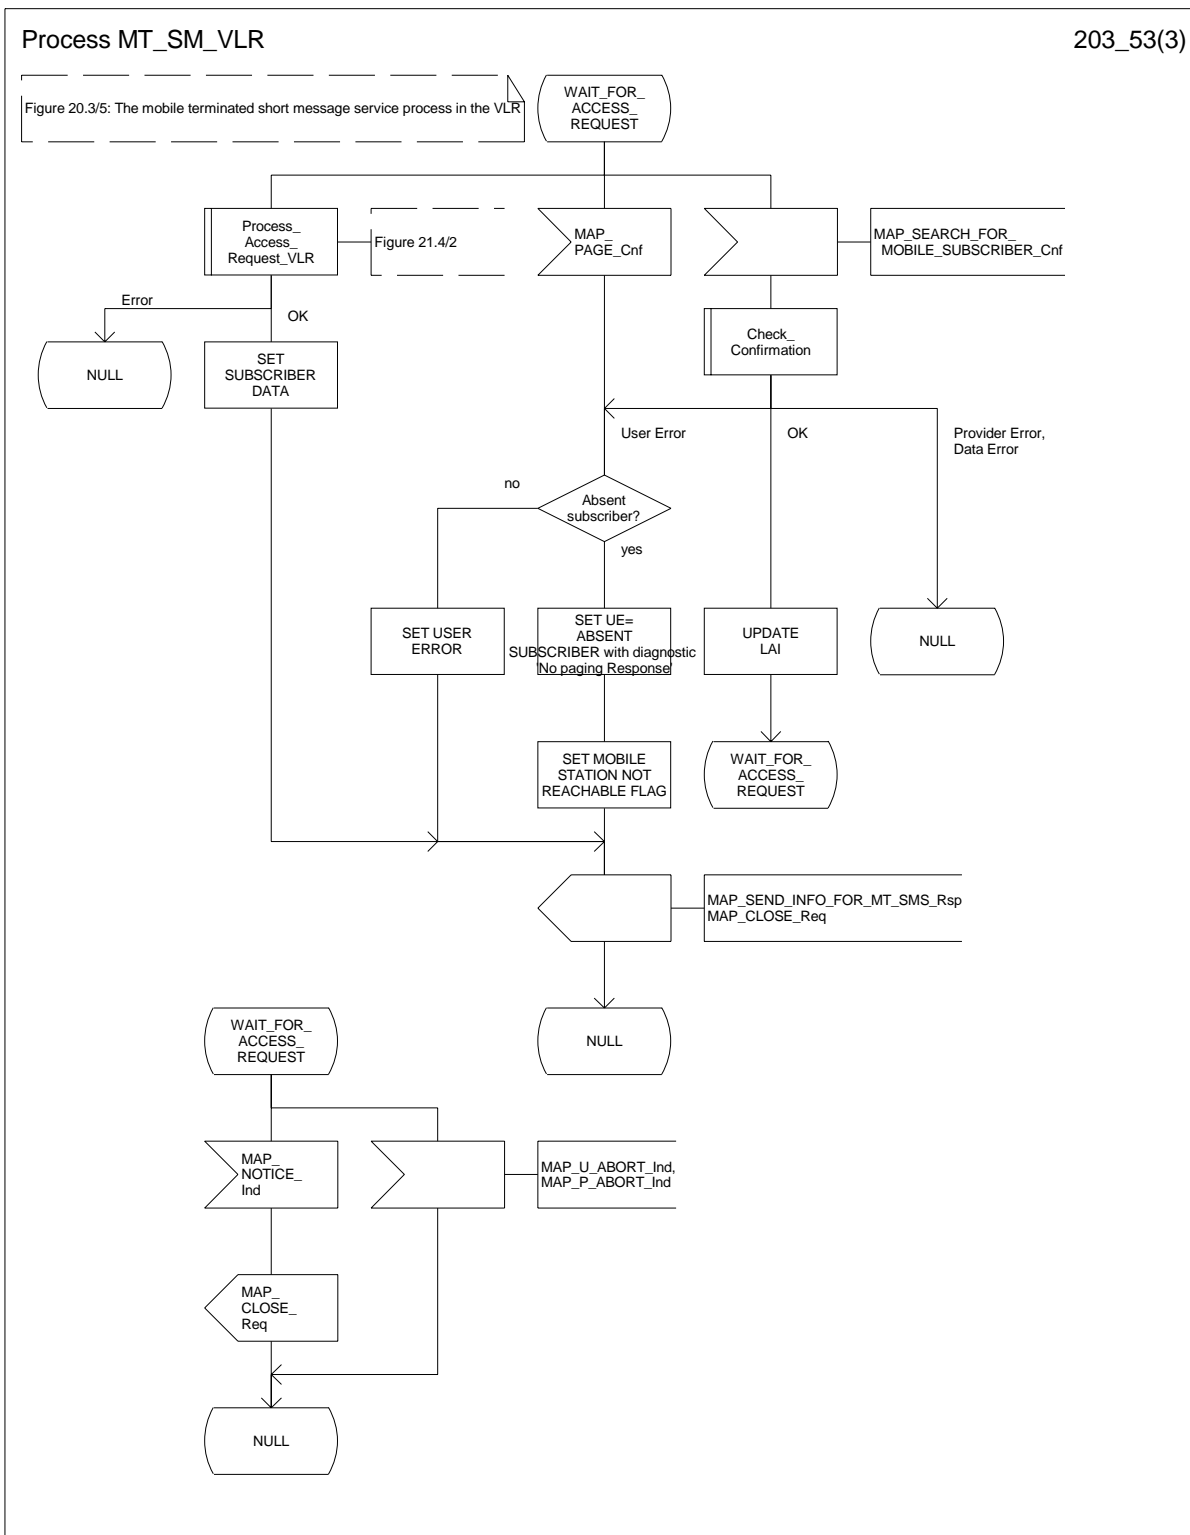 Process MT_SM_VLR
203_53(3)
Figure 20.3/5: The mobile terminated short message service process in the VLR
WAIT_FOR_
ACCESS_
REQUEST
Process_
Access_
Request_VLR
Figure 21.4/2
MAP_
PAGE_Cnf
MAP_SEARCH_FOR_
MOBILE_SUBSCRIBER_Cnf
Error
OK
Check_
Confirmation
NULL
SET
SUBSCRIBER
DATA
User Error
OK
Provider Error,
Data Error
no
Absent
subscriber?
yes
SET USER
ERROR
SET UE=
ABSENT
SUBSCRIBER with diagnostic
'No paging Response'
UPDATE
LAI
NULL
SET MOBILE
STATION NOT
REACHABLE FLAG
WAIT_FOR_
ACCESS_
REQUEST
MAP_SEND_INFO_FOR_MT_SMS_Rsp
MAP_CLOSE_Req
WAIT_FOR_
ACCESS_
REQUEST
NULL
MAP_
NOTICE_
Ind
MAP_U_ABORT_Ind,
MAP_P_ABORT_Ind
MAP_
CLOSE_
Req
NULL